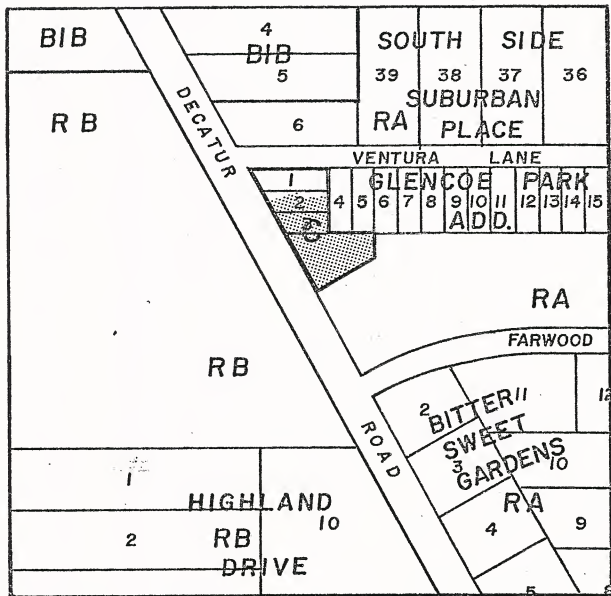 BIB
4
BIB
5
6
SOUTH SIDE
39 38 37 36
SUBURBAN
RA PLACE
RB
DECATUR
VENTURA LANE
1
2
GLENCOE PARK
4 5 6 7 8 9 10 11 12 13 14 15
ADD.
RA
FARWOOD
RB
ROAD
2
BITTER
11
SWEET
3
GARDENS
10
RA
4
9
5
1
HIGHLAND
10
2
RB
DRIVE